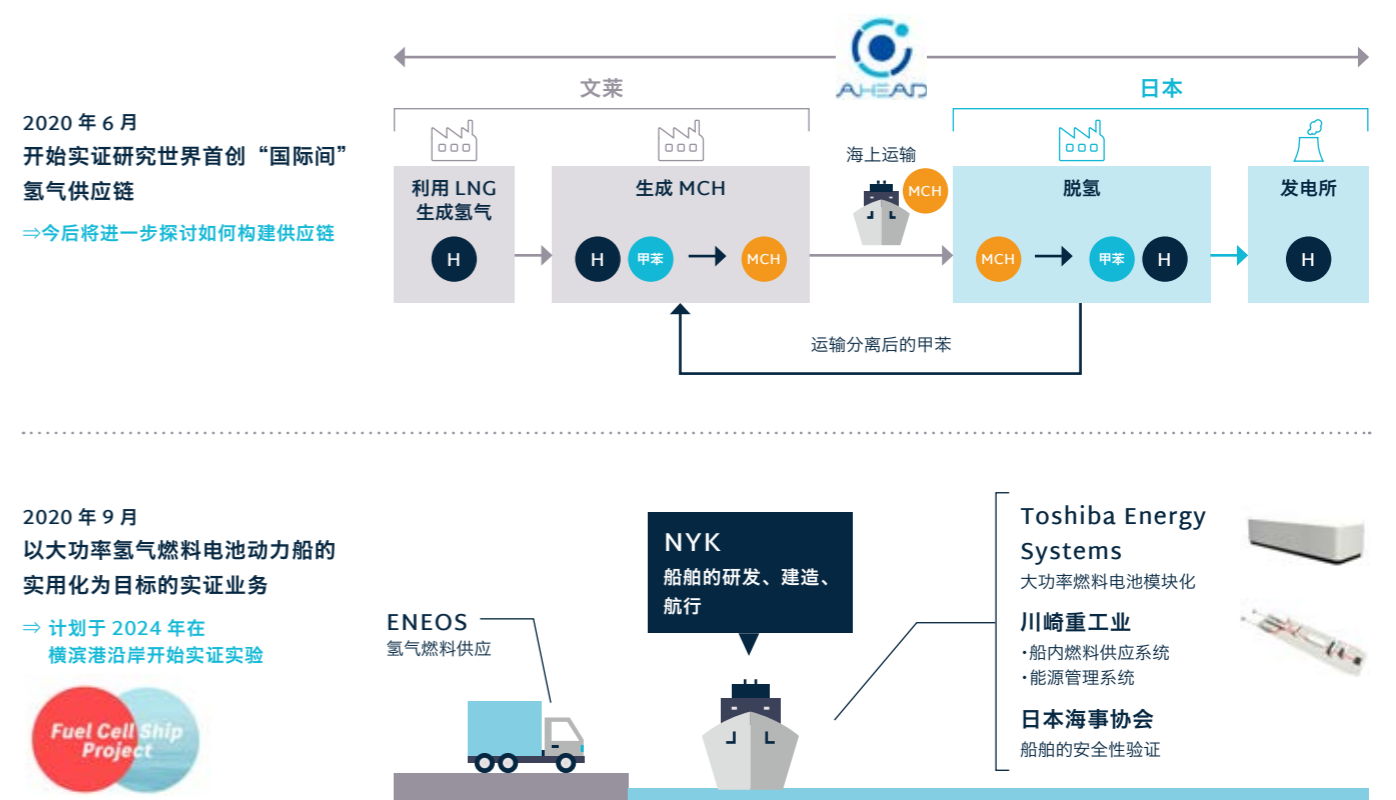 AHEAD
文莱
日本
2020 年 6 月
开始实证研究世界首创“国际间”
氢气供应链
⇒今后将进一步探讨如何构建供应链
利用 LNG
生成氢气
H
生成 MCH
H
甲苯
MCH
海上运输
MCH
脱氢
MCH
甲苯
H
发电所
H
运输分离后的甲苯
2020 年 9 月
以大功率氢气燃料电池动力船的
实用化为目标的实证业务
⇒ 计划于 2024 年在
横滨港沿岸开始实证实验
Fuel Cell Ship
Project
ENEOS
氢气燃料供应
NYK
船舶的研发、建造、
航行
Toshiba Energy
Systems
大功率燃料电池模块化
川崎重工业
·船内燃料供应系统
·能源管理系统
日本海事协会
船舶的安全性验证